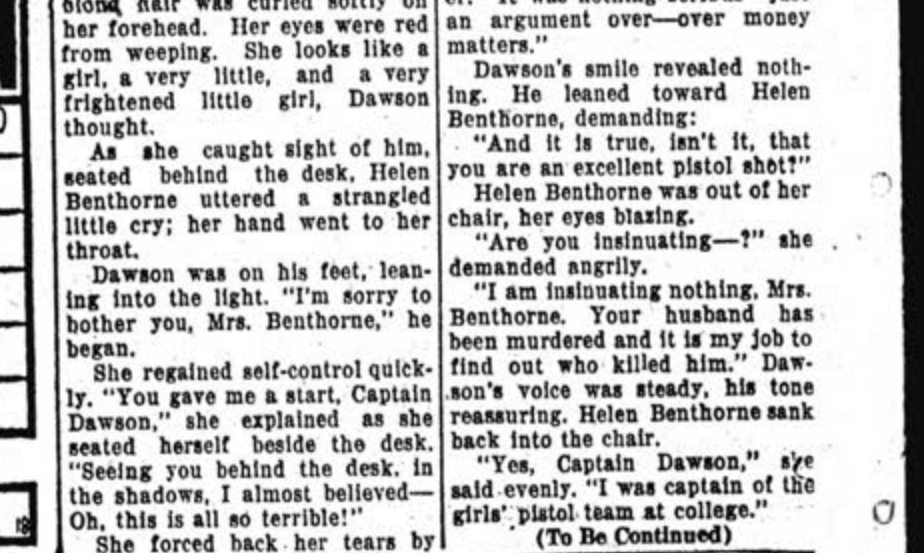 blond hair was curled softly on
her forehead. Her eyes were red
from weeping. She looks like a
girl, a very little, and a very
frightened little girl, Dawson
thought.
As she caught sight of him,
seated behind the desk, Helen
Benthorne uttered a strangled
little cry; her hand went to her
throat.
Dawson was on his feet, lean-
ing into the light. "I'm sorry to
bother you, Mrs. Benthorne," he
began.
She regained self-control quick-
ly. "You gave me a start, Captain
Dawson," she explained as she
seated herself beside the desk.
"Seeing you behind the desk, in
the shadows, I almost believed—
Oh, this is all so terrible!"
She forced back her tears by
an argument over—over money
matters."
Dawson's smile revealed noth-
ing. He leaned toward Helen
Benthorne, demanding:
"And it is true, isn't it, that
you are an excellent pistol shot?"
Helen Benthorne was out of her
chair, her eyes blazing.
"Are you insinuating—?" she
demanded angrily.
"I am insinuating nothing, Mrs.
Benthorne. Your husband has
been murdered and it is my job to
find out who killed him." Daw-
son's voice was steady, his tone
reassuring. Helen Benthorne sank
back into the chair.
"Yes, Captain Dawson," she
said evenly. "I was captain of the
girls' pistol team at college."
(To Be Continued)